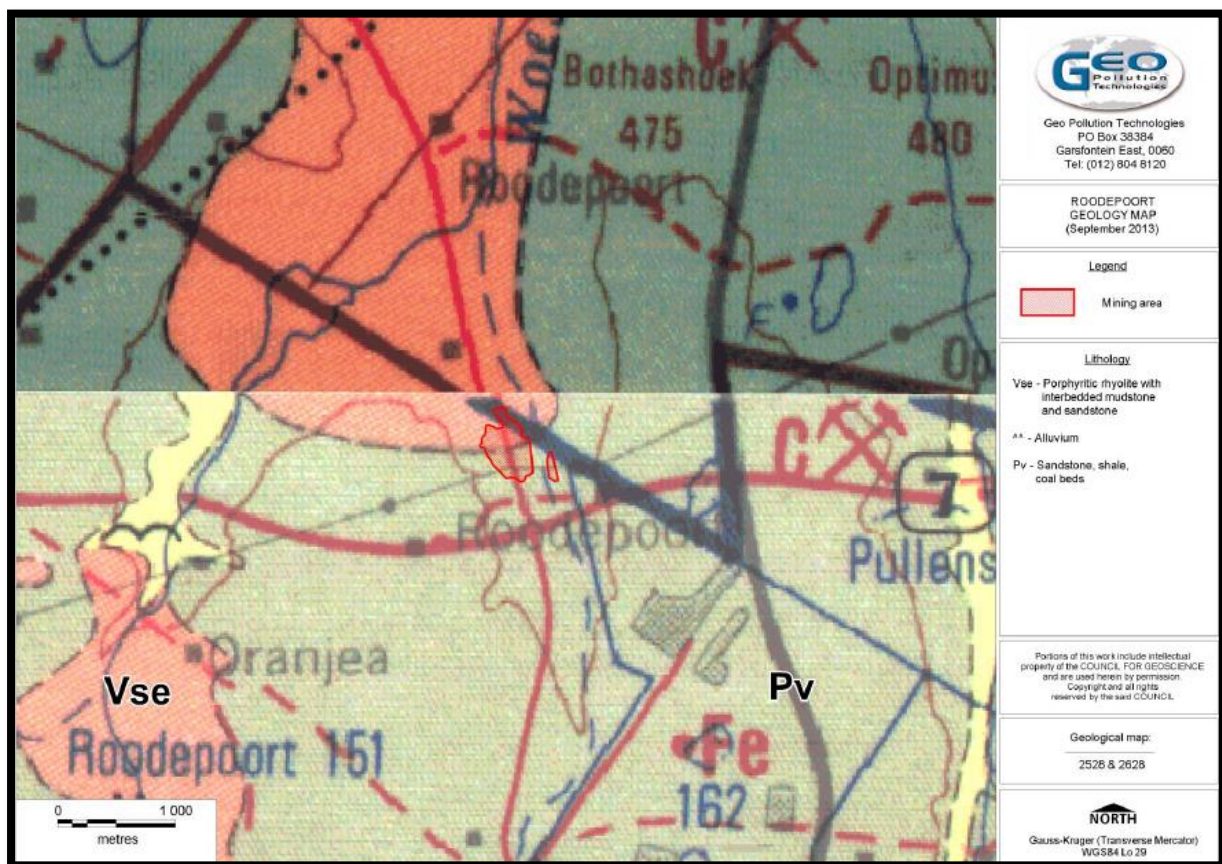 Woe
Bothashoek
475
Optimu
480
C
Roodepoort
F
Op
C
7
Roodepoort
Pullens
Oranjea
Vse
Pv
Roodepoort 151
Fe
162
0 1 000
metres
GEO
Pollution
Technologies
Geo Pollution Technologies
PO Box 38384
Garsfontein East, 0060
Tel: (012) 804 8120
ROODEPOORT
GEOLOGY MAP
(September 2013)
Legend
Mining area
Lithology
Vse - Porphyritic rhyolite with
interbedded mudstone
and sandstone
^^ - Alluvium
Pv - Sandstone, shale,
coal beds
Portions of this work include intellectual
property of the COUNCIL FOR GEOSCIENCE
and are used herein by permission.
Copyright and all rights
reserved by the said COUNCIL
Geological map:
2528 & 2628
NORTH
Gauss-Kruger (Transverse Mercator)
WGS84 Lo 29